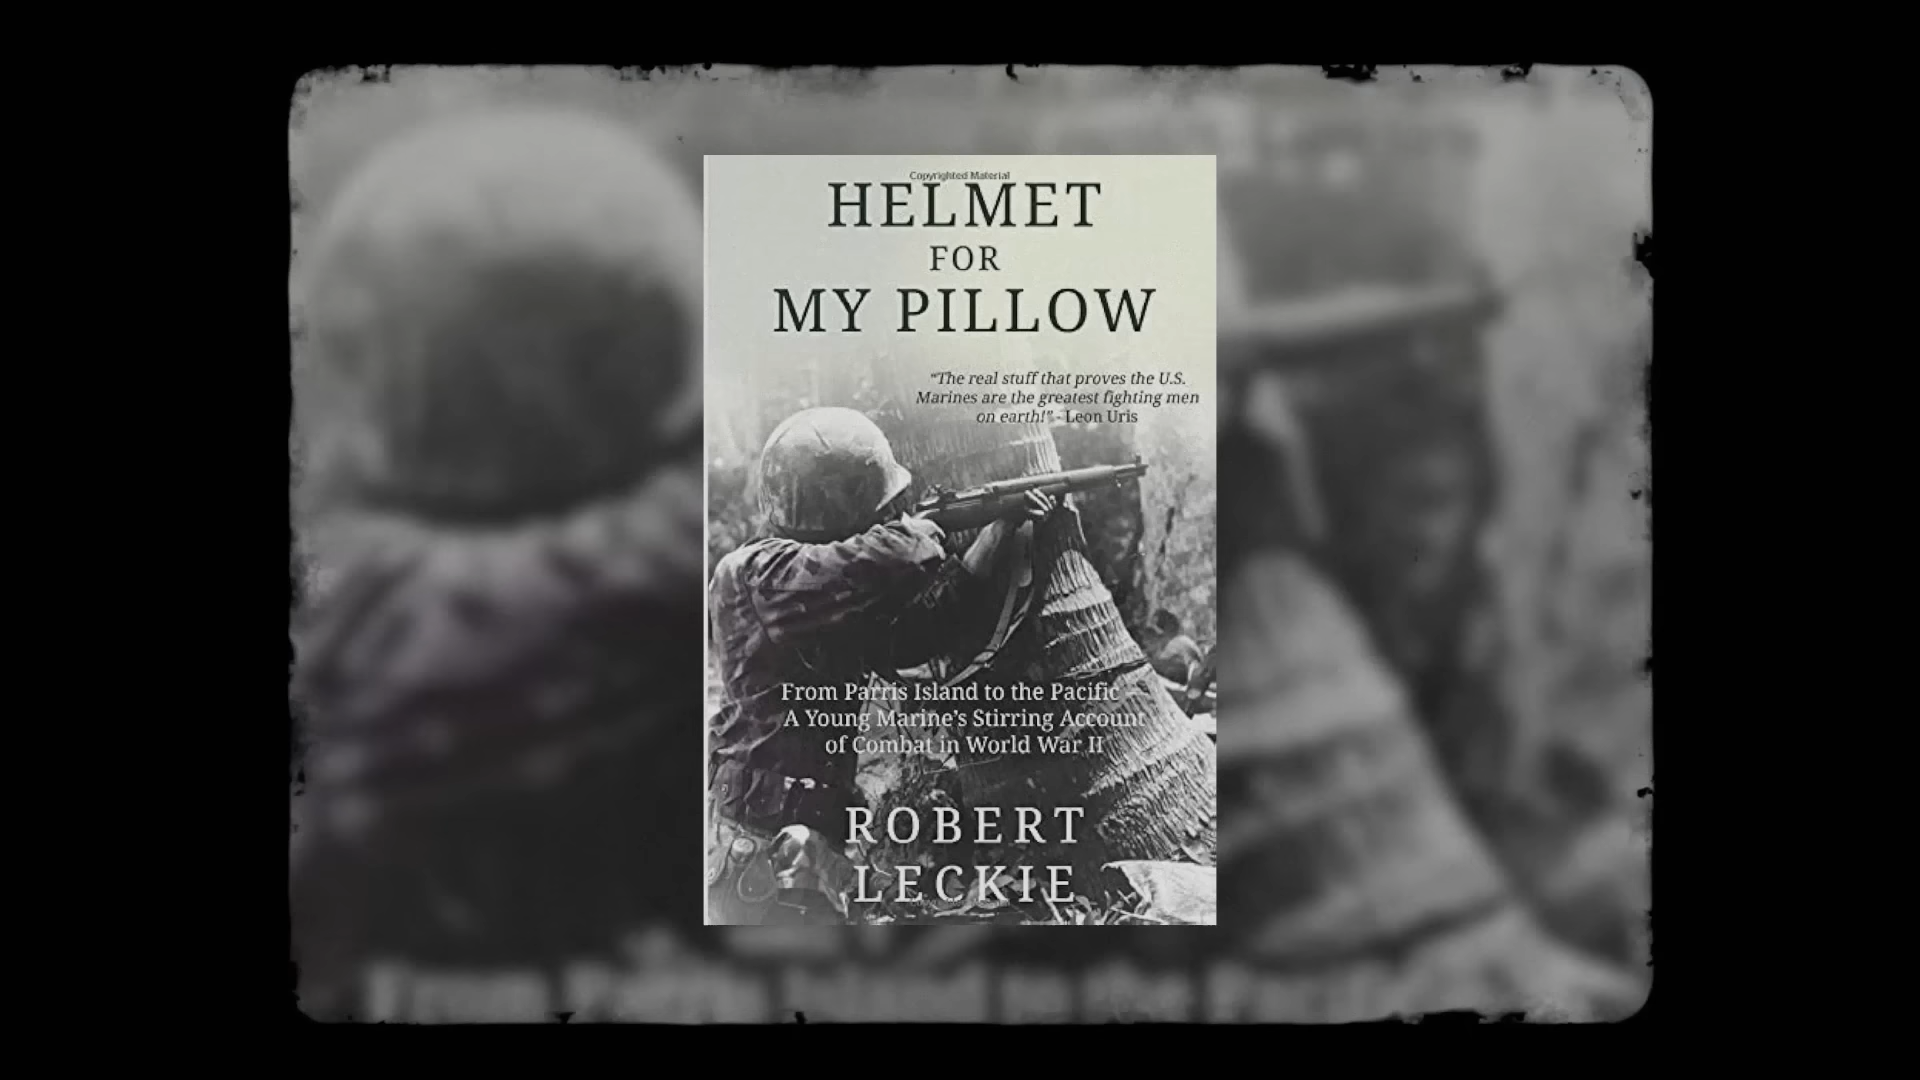 Copyrighted Material
HELMET
FOR
MY PILLOW
“The real stuff that proves the U.S.
Marines are the greatest fighting men
on earth!” - Leon Uris
From Parris Island to the Pacific –
A Young Marine’s Stirring Account
of Combat in World War II
ROBERT
LECKIE